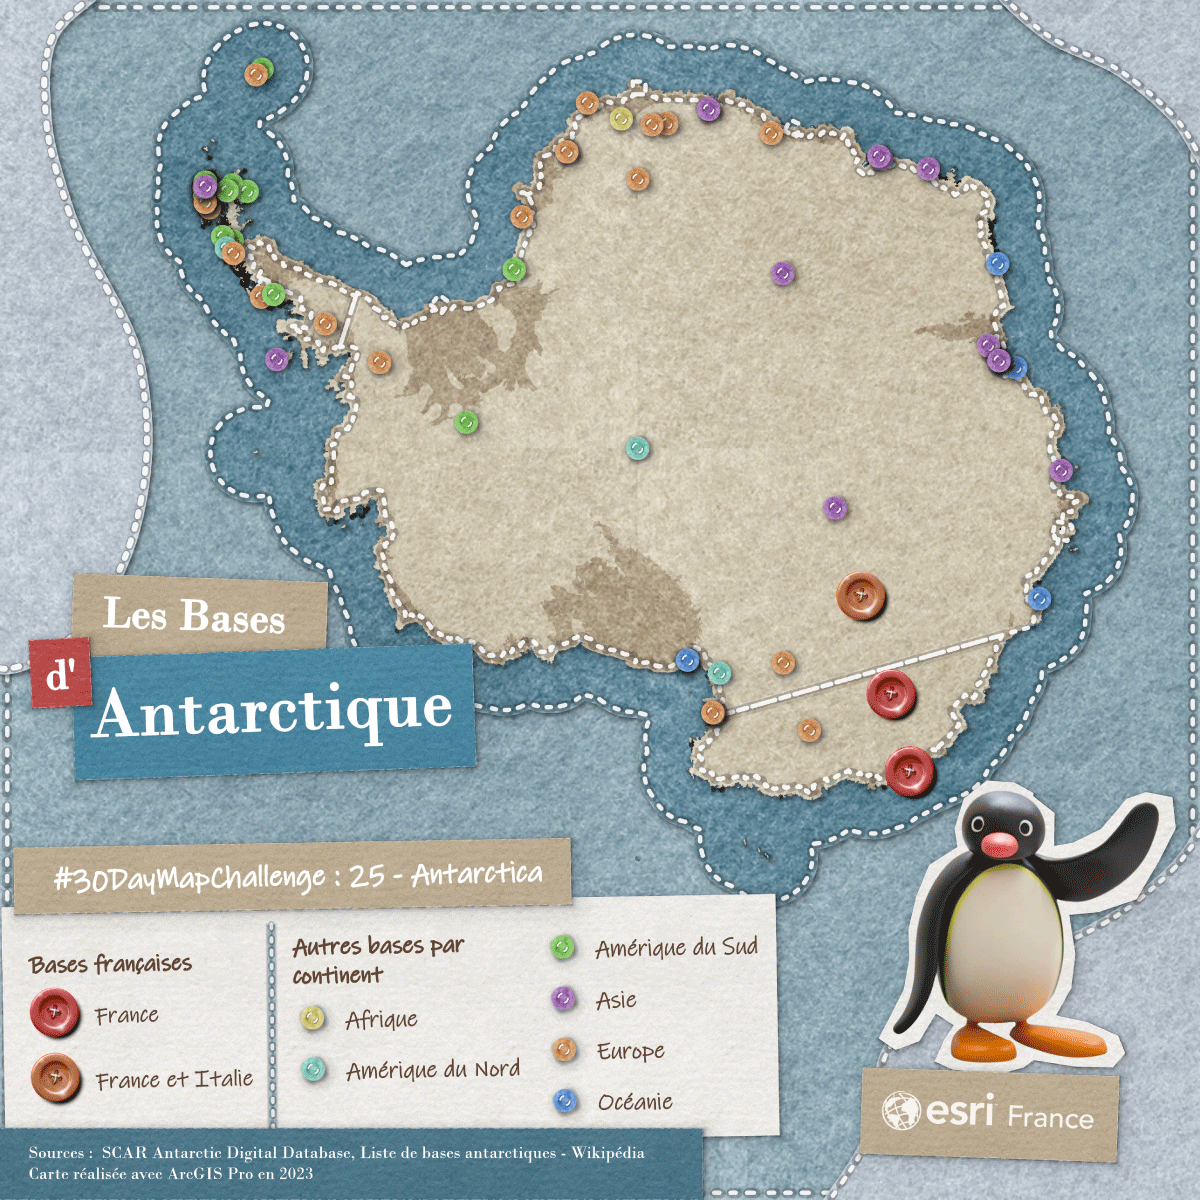 Les Bases
d'
Antarctique
#30DayMapChallenge : 25 - Antarctica
Bases françaises
France
France et Italie
Autres bases par
continent
Afrique
Amérique du Nord
Amérique du Sud
Asie
Europe
Océanie
esri France
Sources : SCAR Antarctic Digital Database, Liste de bases antarctiques - Wikipédia
Carte réalisée avec ArcGIS Pro en 2023